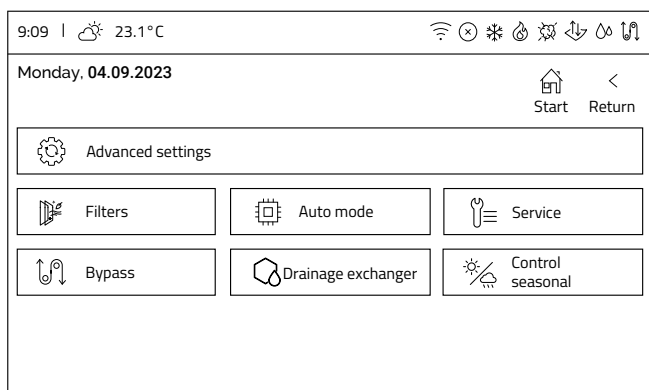 9:09 | 23.1°C
Monday, 04.09.2023
Start
< Return
Advanced settings
Filters
Auto mode
Service
Bypass
Drainage exchanger
Control
seasonal